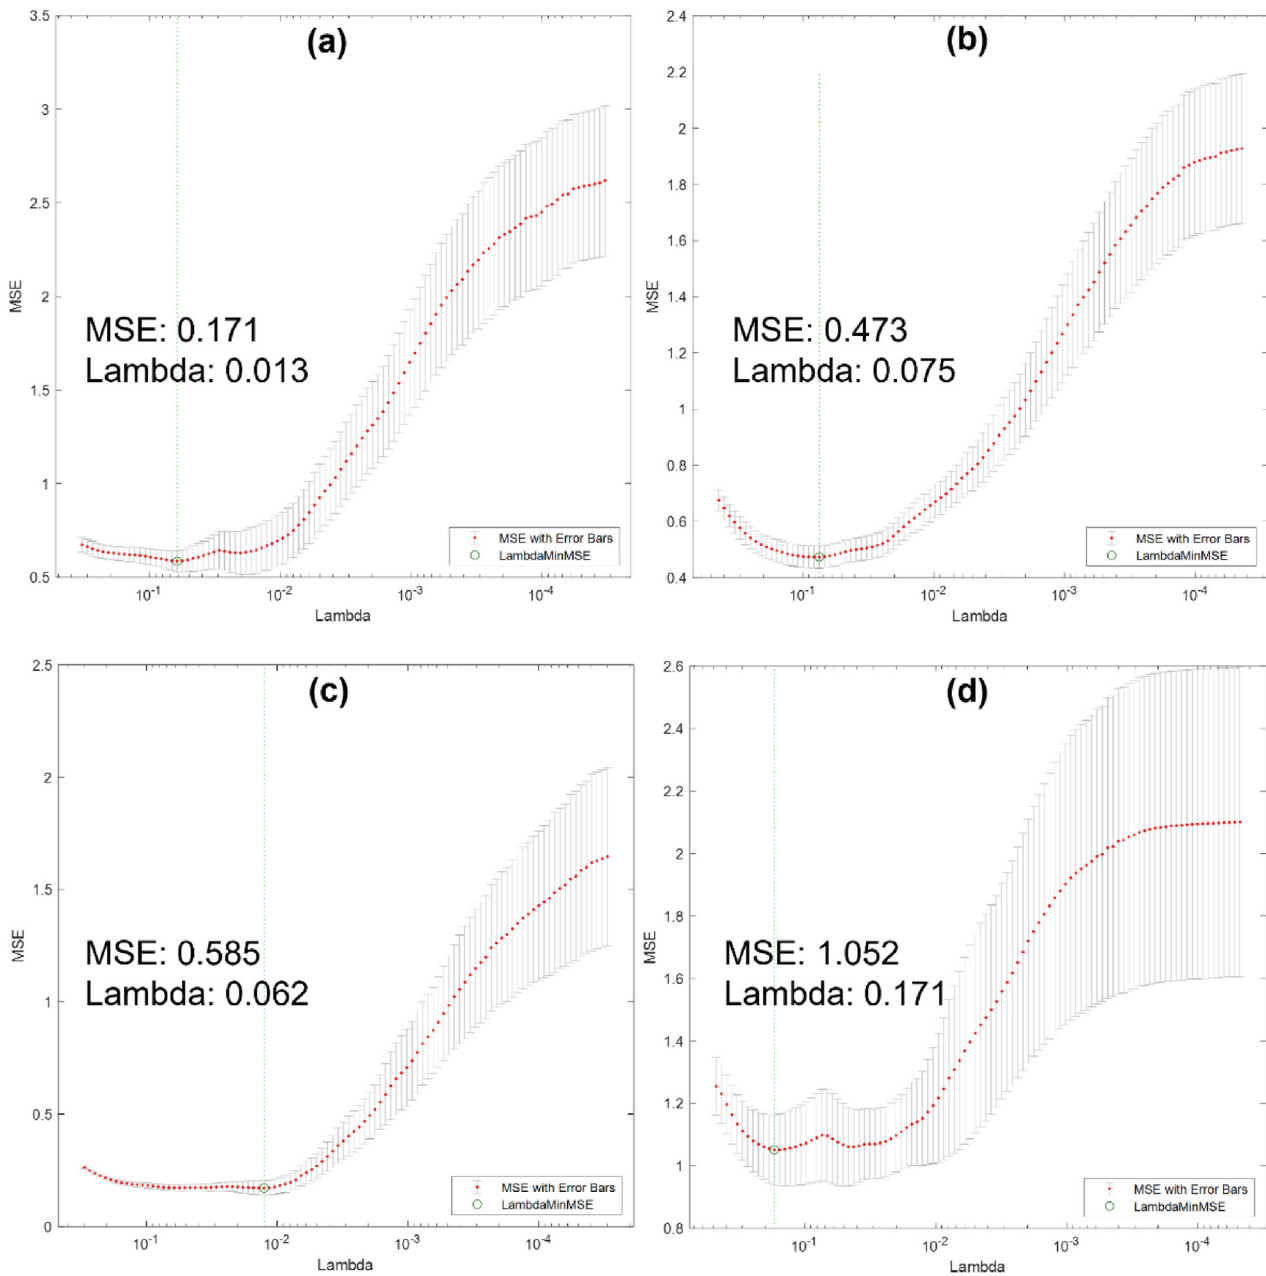 (a)
3.5
3
2.5
2
1.5
1
0.5
MSE
MSE: 0.171
Lambda: 0.013
MSE with Error Bars
LambdaMinMSE
10-1
10-2
10-3
10-4
Lambda
(b)
2.4
2.2
2
1.8
1.6
1.4
1.2
1
0.8
0.6
0.4
MSE
MSE: 0.473
Lambda: 0.075
MSE with Error Bars
LambdaMinMSE
10-1
10-2
10-3
10-4
Lambda
(c)
2.5
2
1.5
1
0.5
0
MSE
MSE: 0.585
Lambda: 0.062
MSE with Error Bars
LambdaMinMSE
10-1
10-2
10-3
10-4
Lambda
(d)
2.6
2.4
2.2
2
1.8
1.6
1.4
1.2
1
0.8
MSE
MSE: 1.052
Lambda: 0.171
MSE with Error Bars
LambdaMinMSE
10-1
10-2
10-3
10-4
Lambda